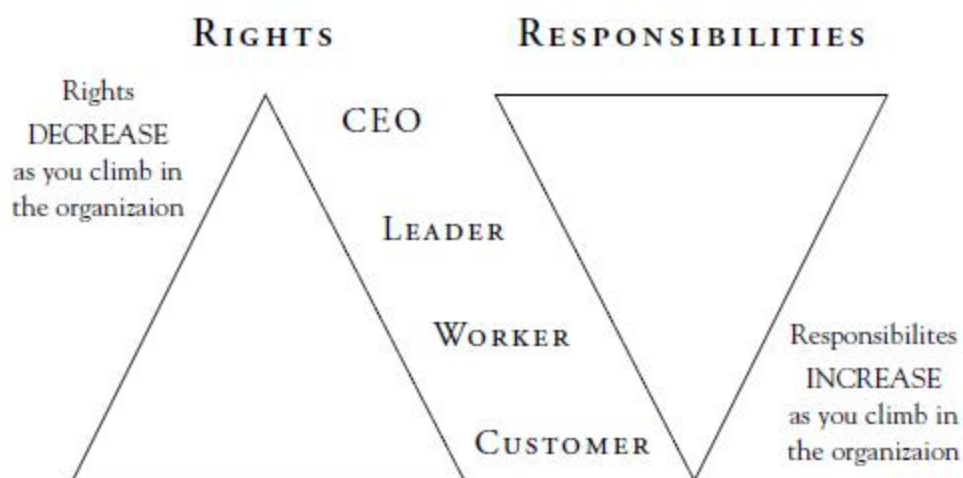 RIGHTS
RESPONSIBILITIES
Rights
DECREASE
as you climb in
the organizaion
CEO
LEADER
WORKER
CUSTOMER
Responsibilites
INCREASE
as you climb in
the organizaion